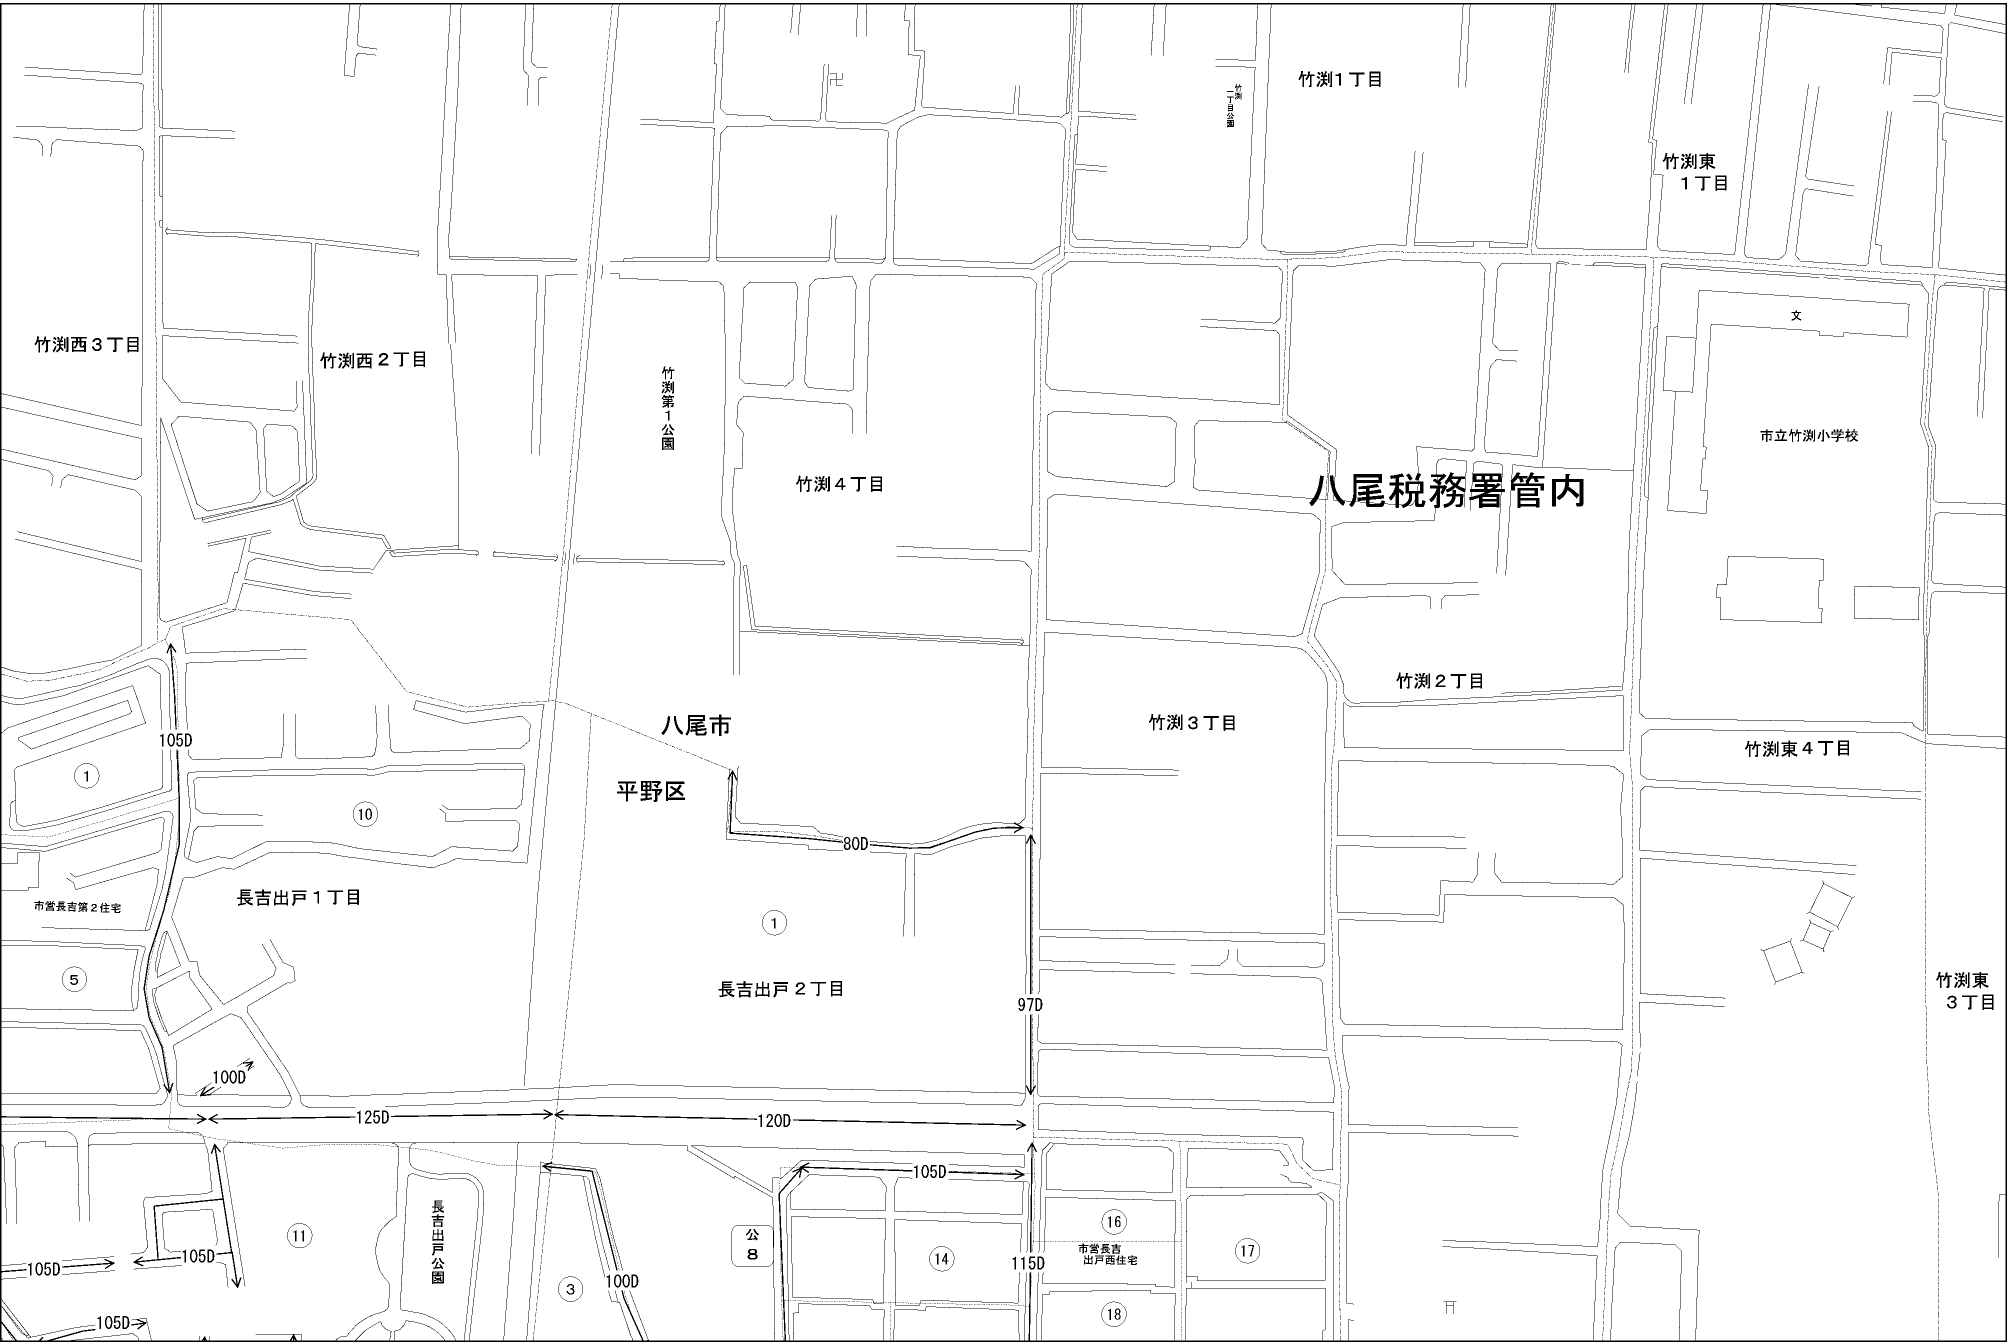 竹渕1丁目
竹渕
一丁目公園
竹渕東
1丁目
竹渕西3丁目
竹渕西2丁目
文
竹渕第1公園
市立竹渕小学校
竹渕4丁目
八尾税務署管内
竹渕2丁目
八尾市
竹渕3丁目
105D
竹渕東4丁目
1
平野区
10
80D
長吉出戸1丁目
市営長吉第2住宅
1
5
長吉出戸2丁目
竹渕東
3丁目
97D
100D
125D
120D
105D
長吉出戸公園
16
11
公
8
14
市営長吉
出戸西住宅
17
105D
105D
115D
3
100D
18
105D